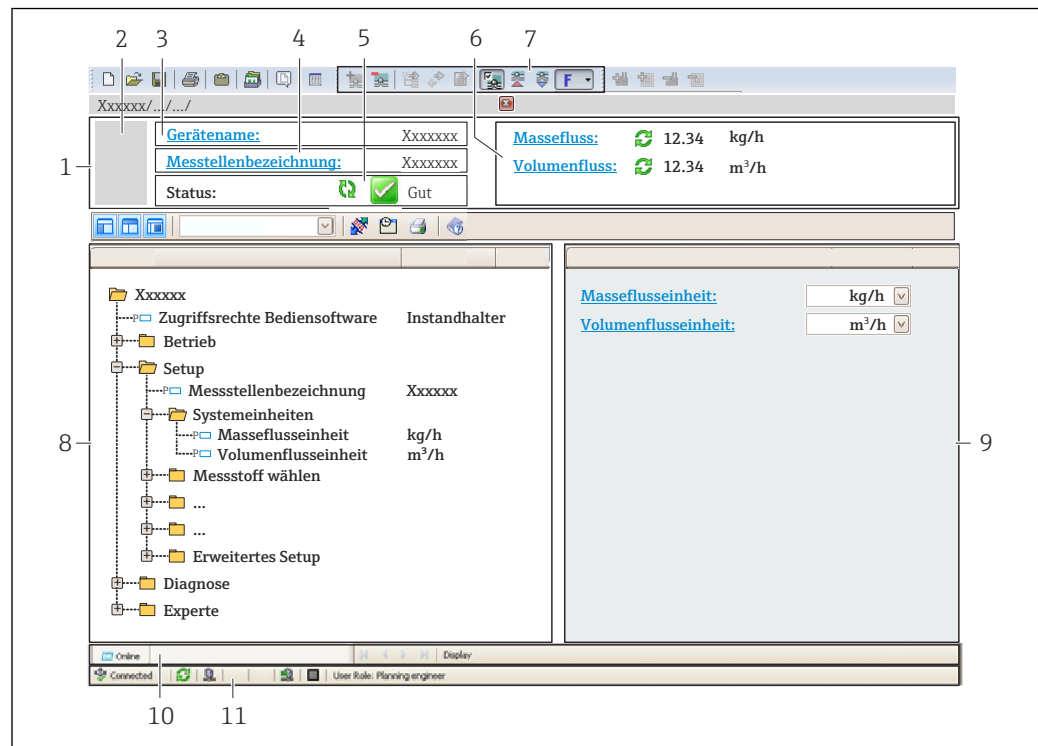 2 3 4 5 6 7
F
Xxxxxx/.../.../
1
Gerätename: Xxxxxxx
Messtellenbezeichnung: Xxxxxxx
Status: Gut
Massefluss: 12.34 kg/h
Volumenfluss: 12.34 m³/h
Xxxxxx
P Zugriffsrechte Bediensoftware Instandhalter
Betrieb
Setup
P Messstellenbezeichnung Xxxxxx
Systemeinheiten
P Masseflusseinheit kg/h
P Volumenflusseinheit m³/h
Messstoff wählen
...
...
Erweitertes Setup
Diagnose
Experte
8
Masseflusseinheit: kg/h
Volumenflusseinheit: m³/h
9
Online Display
Connected User Role: Planning engineer
10 11